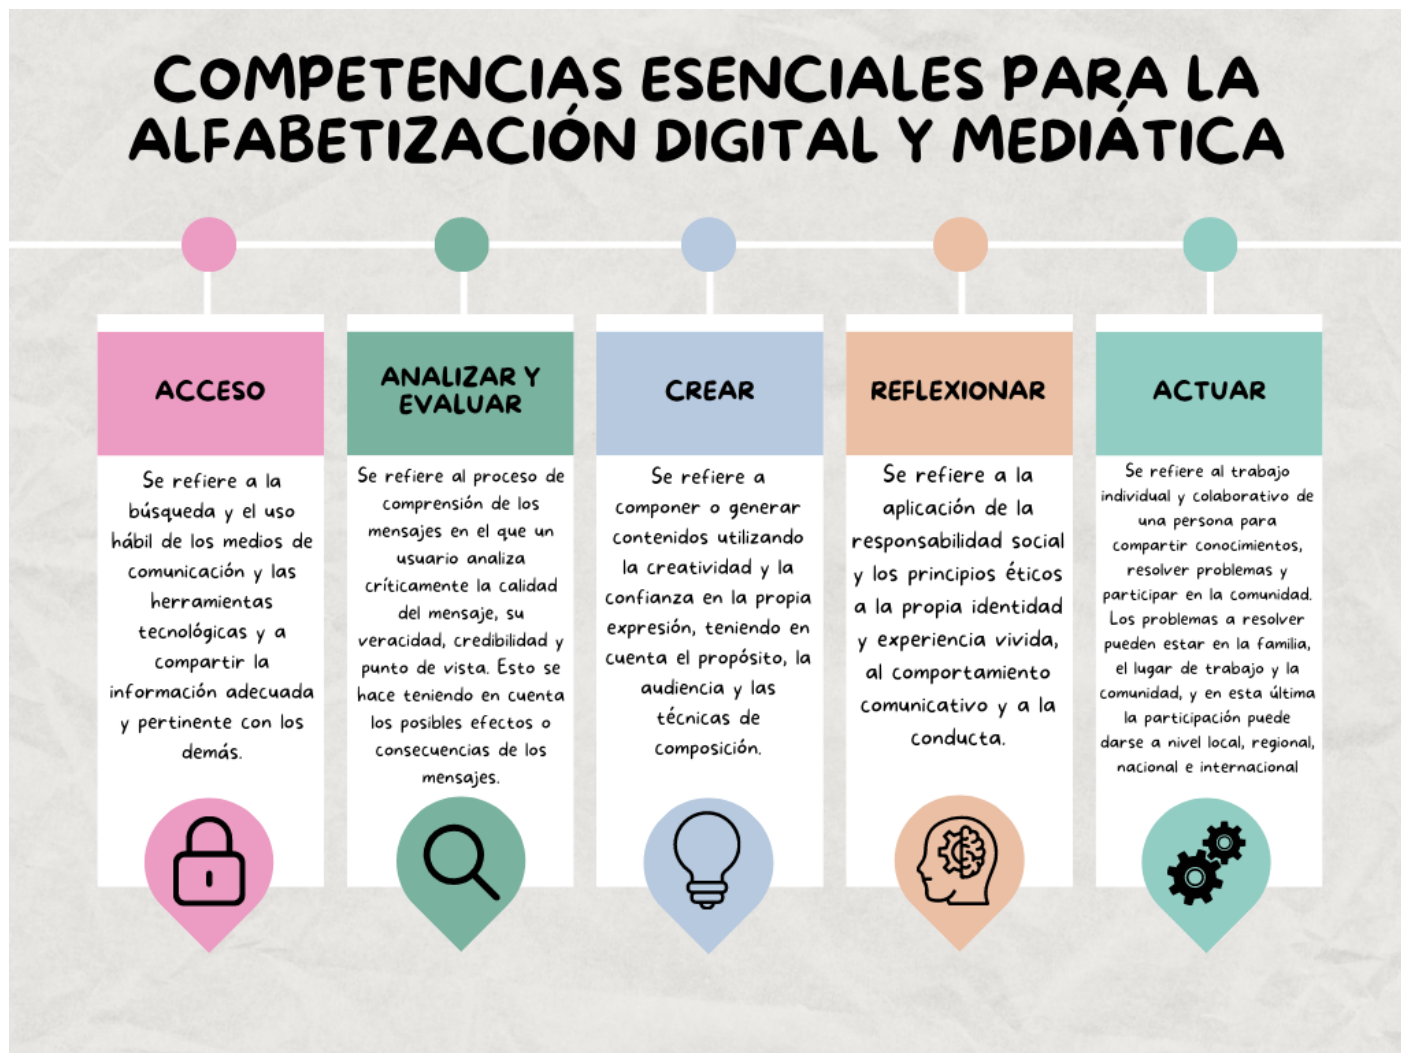 COMPETENCIAS ESENCIALES PARA LA
ALFABETIZACIÓN DIGITAL Y MEDIÁTICA
ACCESO
Se refiere a la
búsqueda y el uso
hábil de los medios de
comunicación y las
herramientas
tecnológicas y a
compartir la
información adecuada
y pertinente con los
demás.
ANALIZAR Y
EVALUAR
Se refiere al proceso de
comprensión de los
mensajes en el que un
usuario analiza
críticamente la calidad
del mensaje, su
veracidad, credibilidad y
punto de vista. Esto se
hace teniendo en cuenta
los posibles efectos o
consecuencias de los
mensajes.
CREAR
Se refiere a
componer o generar
contenidos utilizando
la creatividad y la
confianza en la propia
expresión, teniendo en
cuenta el propósito, la
audiencia y las
técnicas de
composición.
REFLEXIONAR
Se refiere a la
aplicación de la
responsabilidad social
y los principios éticos
a la propia identidad
y experiencia vivida,
al comportamiento
comunicativo y a la
conducta.
ACTUAR
Se refiere al trabajo
individual y colaborativo de
una persona para
compartir conocimientos,
resolver problemas y
participar en la comunidad.
Los problemas a resolver
pueden estar en la familia,
el lugar de trabajo y la
comunidad, y en esta última
la participación puede
darse a nivel local, regional,
nacional e internacional